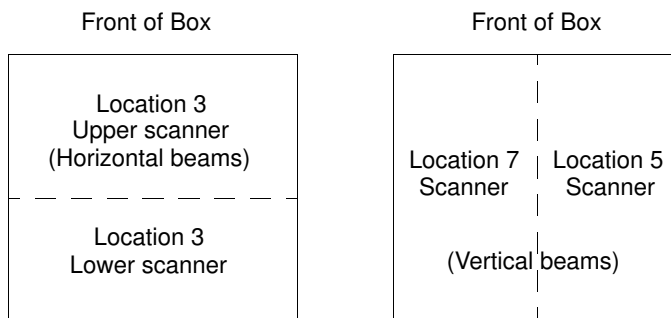 Front of Box
Location 3
Upper scanner
(Horizontal beams)
Location 3
Lower scanner
Front of Box
Location 7
Scanner
Location 5
Scanner
(Vertical beams)